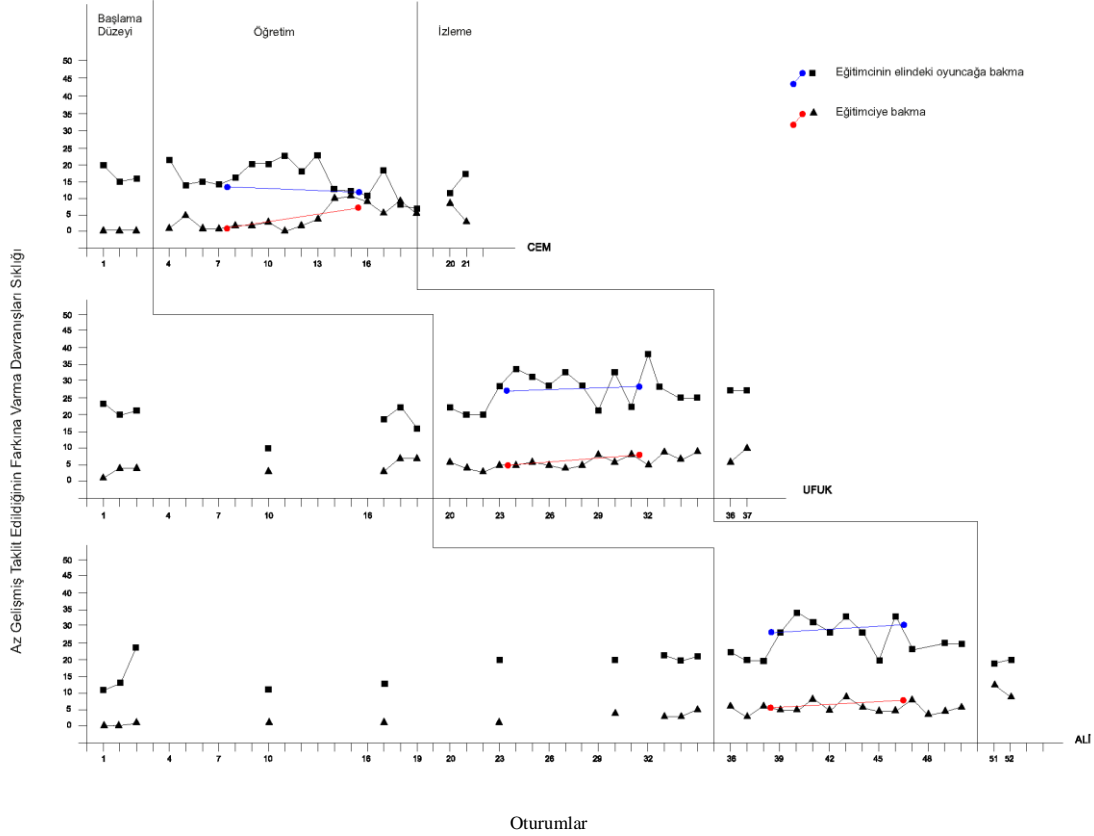 Başlama
Düzeyi
Öğretim
İzleme
Eğitimcinin elindeki oyuncağa bakma
Eğitimciye bakma
Az Gelişmiş Taklit Edildiğinin Farkına Varma Davranışları Sıklığı
50
45
40
35
30
25
20
15
10
5
0
1 4 7 10 13 16 20 21
CEM
50
45
40
35
30
25
20
15
10
5
0
1 4 7 10 16 20 23 29 32 36 37
UFUK
50
45
40
35
30
25
20
15
10
5
0
1 4 7 10 16 19 20 23 29 32 36 39 42 45 48 51 52
ALİ
Oturumlar